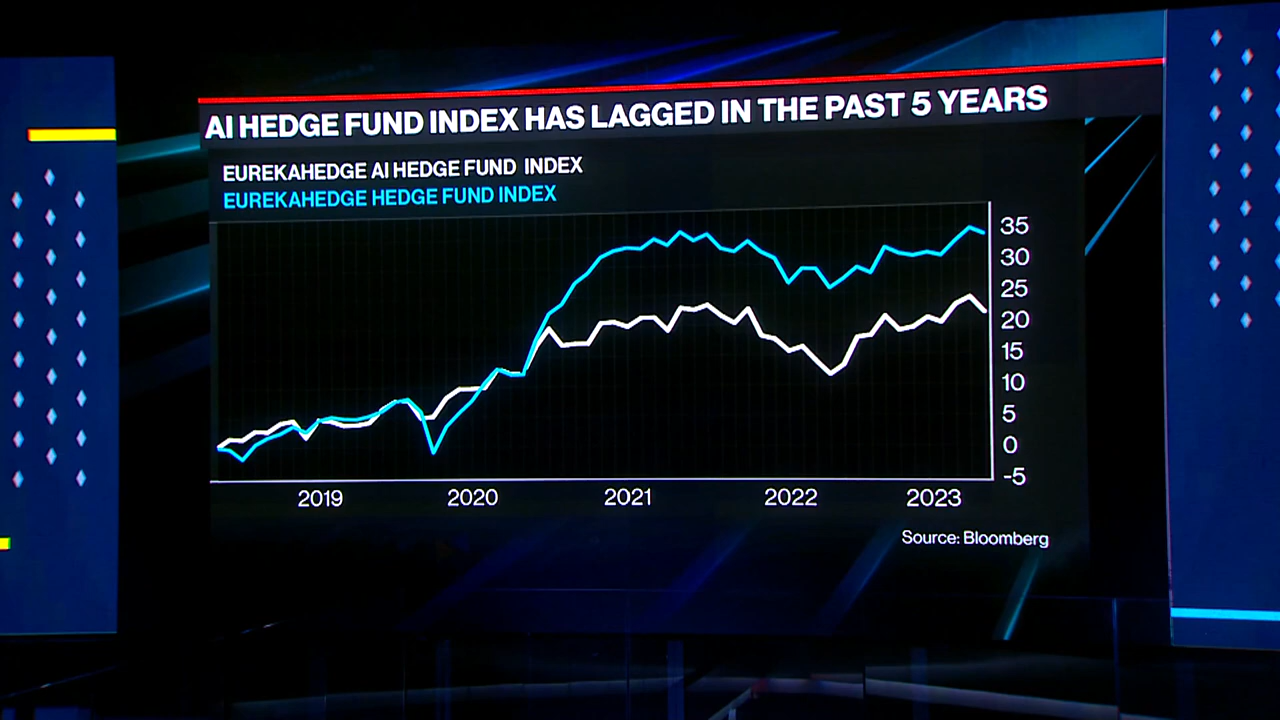 AI HEDGE FUND INDEX HAS LAGGED IN THE PAST 5 YEARS
EUREKAHEDGE AI HEDGE FUND INDEX
EUREKAHEDGE HEDGE FUND INDEX
35
30
25
20
15
10
5
0
-5
2019 2020 2021 2022 2023
Source: Bloomberg